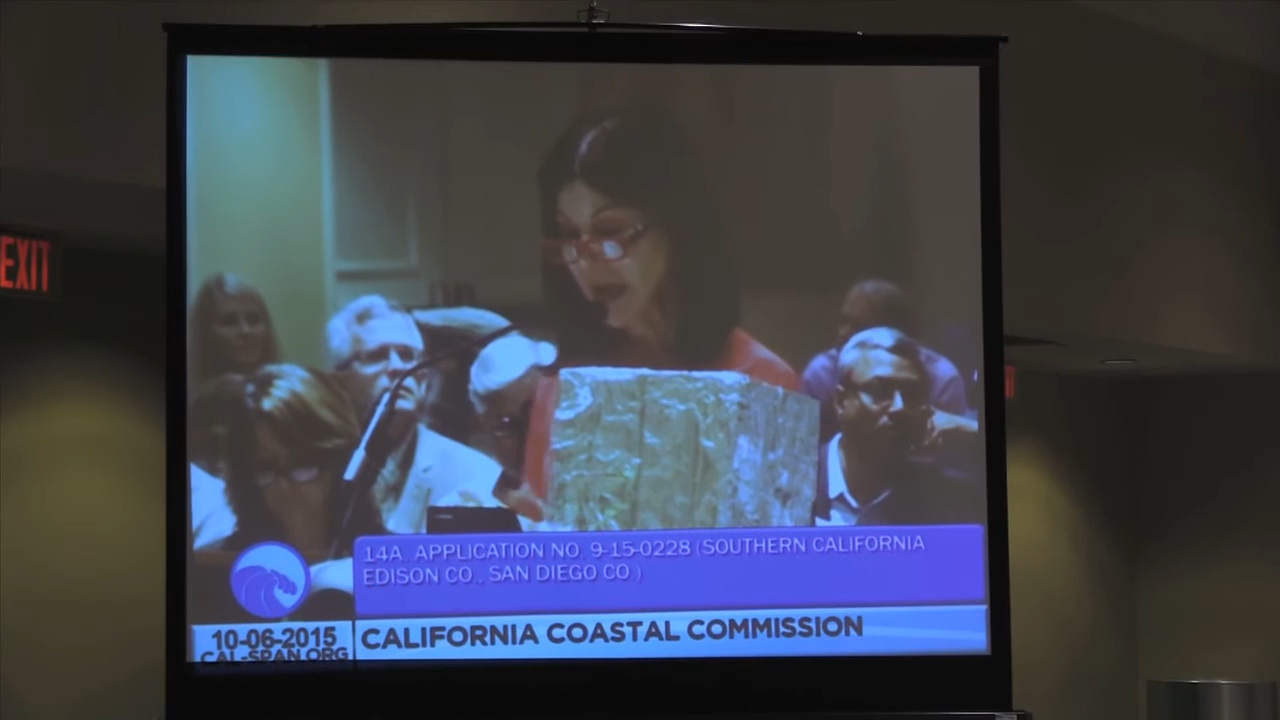 EXIT
14A. APPLICATION NO. 9-15-0228 (SOUTHERN CALIFORNIA
EDISON CO., SAN DIEGO CO.)
10-06-2015
CAL-SPAN.ORG
CALIFORNIA COASTAL COMMISSION